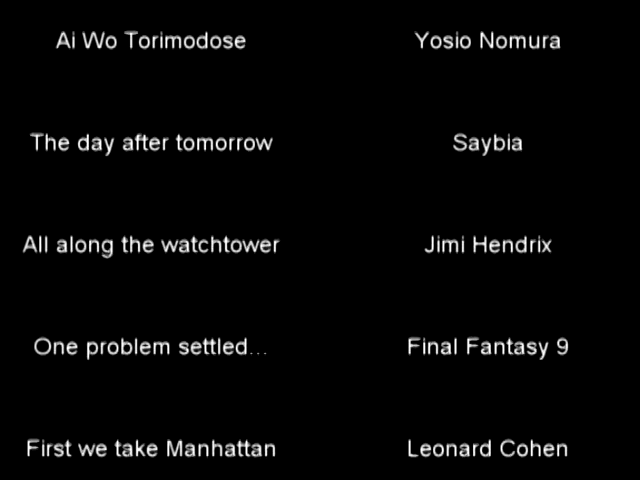 Ai Wo Torimodose Yosio Nomura
The day after tomorrow Saybia
All along the watchtower Jimi Hendrix
One problem settled... Final Fantasy 9
First we take Manhattan Leonard Cohen